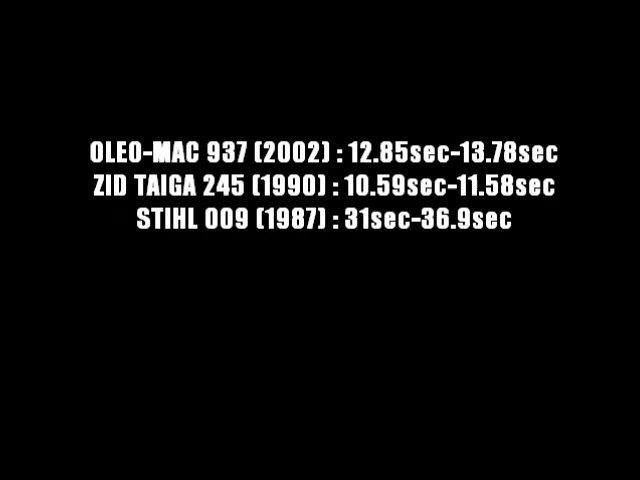 OLEO-MAC 937 (2002) : 12.85sec-13.78sec
ZID TAIGA 245 (1990) : 10.59sec-11.58sec
STIHL 009 (1987) : 31sec-36.9sec